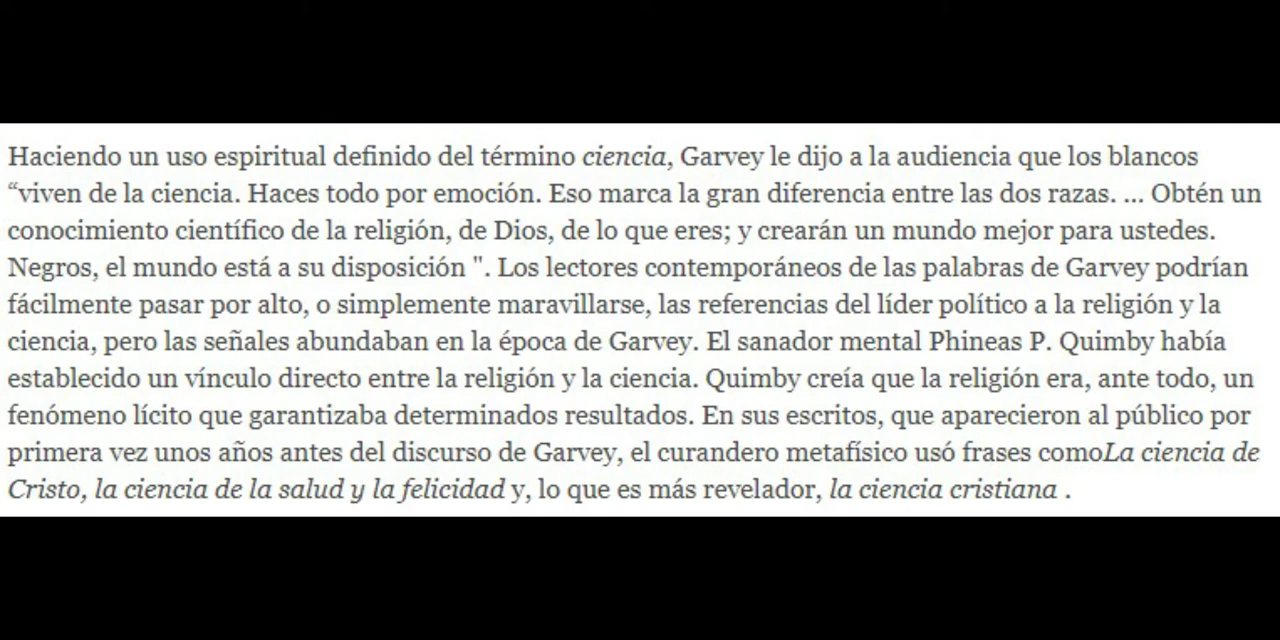 Haciendo un uso espiritual definido del término ciencia, Garvey le dijo a la audiencia que los blancos
“viven de la ciencia. Haces todo por emoción. Eso marca la gran diferencia entre las dos razas. ... Obtén un
conocimiento científico de la religión, de Dios, de lo que eres; y crearán un mundo mejor para ustedes.
Negros, el mundo está a su disposición ". Los lectores contemporáneos de las palabras de Garvey podrían
fácilmente pasar por alto, o simplemente maravillarse, las referencias del líder político a la religión y la
ciencia, pero las señales abundaban en la época de Garvey. El sanador mental Phineas P. Quimby había
establecido un vínculo directo entre la religión y la ciencia. Quimby creía que la religión era, ante todo, un
fenómeno lícito que garantizaba determinados resultados. En sus escritos, que aparecieron al público por
primera vez unos años antes del discurso de Garvey, el curandero metafísico usó frases comoLa ciencia de
Cristo, la ciencia de la salud y la felicidad y, lo que es más revelador, la ciencia cristiana .